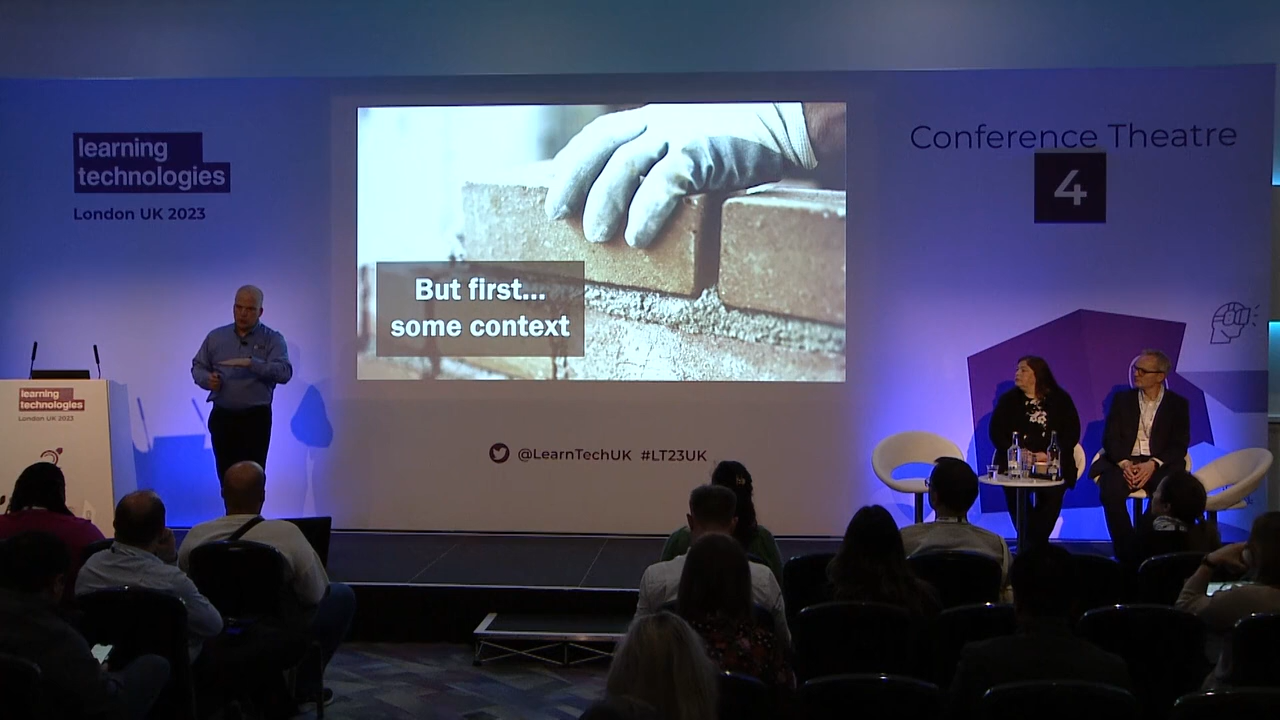 learning
technologies
London UK 2023
Conference Theatre
4
But first...
some context
learning
technologies
London UK 2023
@LearnTechUK #LT23UK